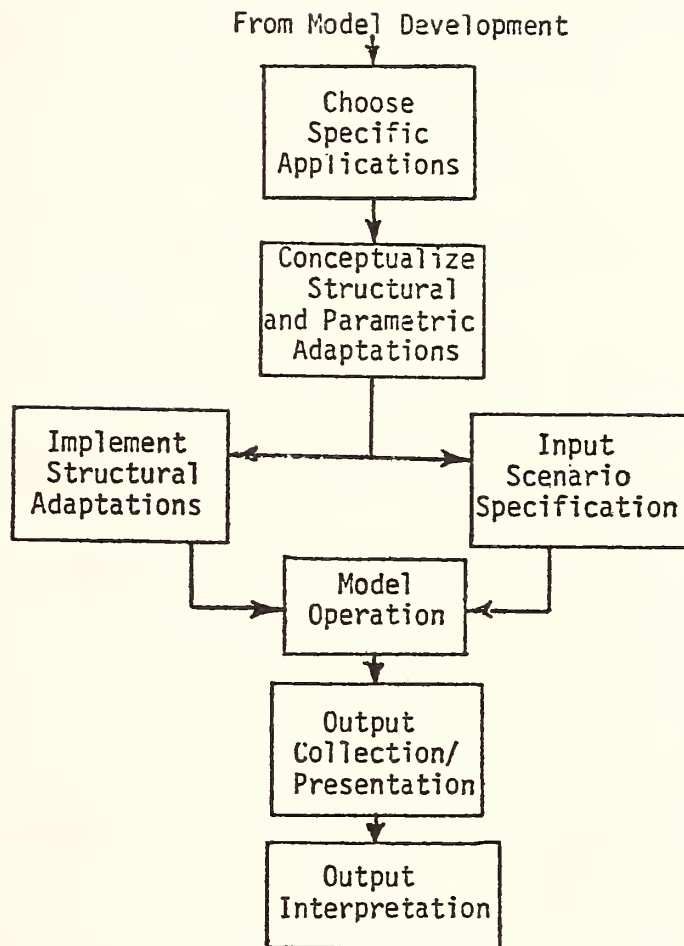 From Model Development
Choose
Specific
Applications
Conceptualize
Structural
and Parametric
Adaptations
Implement
Structural
Adaptations
Input
Scenario
Specification
Model
Operation
Output
Collection/
Presentation
Output
Interpretation